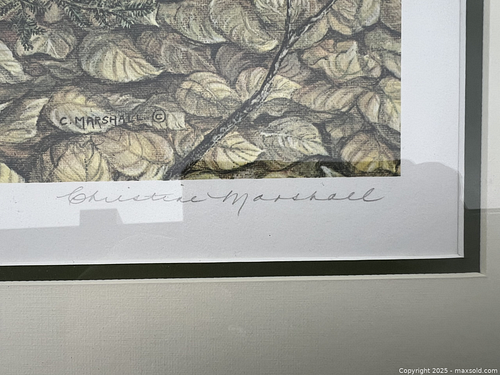 C. MARSHALL ©
Christine Marshall
Copyright 2025 - maxsold.com